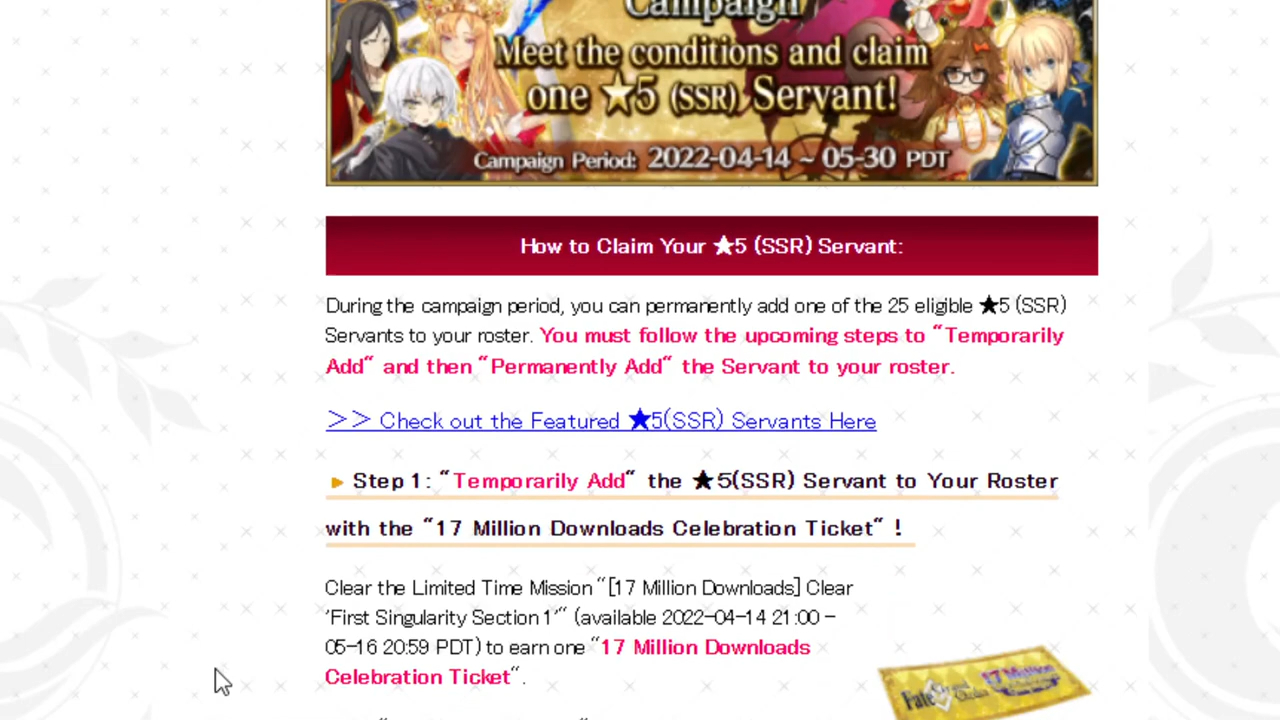 Campaign
Meet the conditions and claim
one ★5 (SSR) Servant!
Campaign Period: 2022-04-14 ~ 05-30 PDT
How to Claim Your ★5 (SSR) Servant:
During the campaign period, you can permanently add one of the 25 eligible ★5 (SSR)
Servants to your roster. You must follow the upcoming steps to "Temporarily
Add" and then "Permanently Add" the Servant to your roster.
>> Check out the Featured ★5(SSR) Servants Here
► Step 1: "Temporarily Add" the ★5(SSR) Servant to Your Roster
with the "17 Million Downloads Celebration Ticket" !
Clear the Limited Time Mission "[17 Million Downloads] Clear
'First Singularity Section 1'" (available 2022-04-14 21:00 –
05-16 20:59 PDT) to earn one "17 Million Downloads
Celebration Ticket".
Fate/Grand Order 17 Million